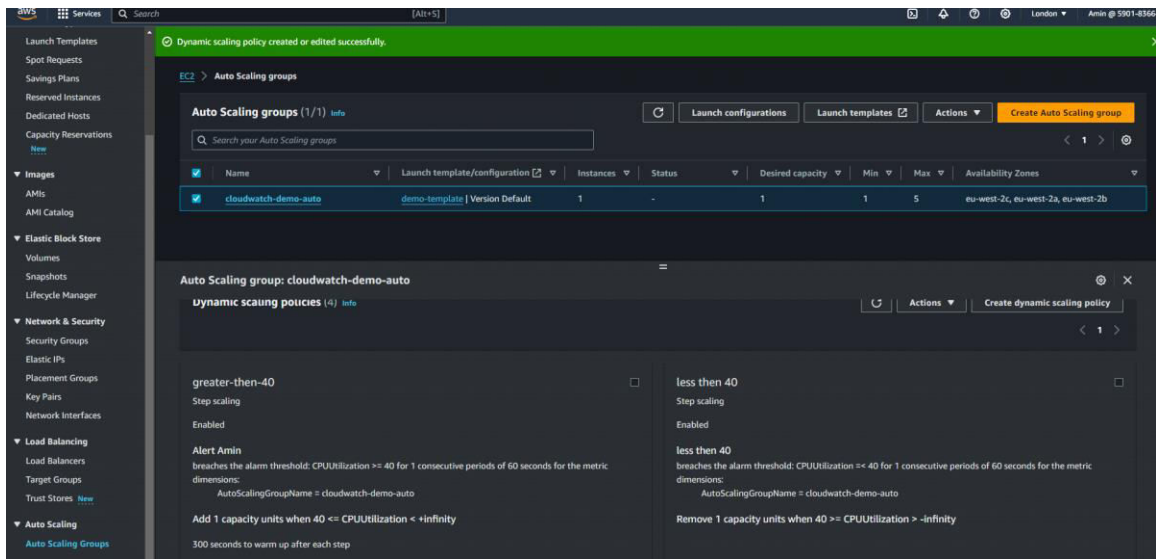 aws Services Search [Alt+S] London Amin @ 5901-8366
Launch Templates
Spot Requests
Savings Plans
Reserved Instances
Dedicated Hosts
Capacity Reservations
New
Images
AMIs
AMI Catalog
Elastic Block Store
Volumes
Snapshots
Lifecycle Manager
Network & Security
Security Groups
Elastic IPs
Placement Groups
Key Pairs
Network Interfaces
Load Balancing
Load Balancers
Target Groups
Trust Stores New
Auto Scaling
Auto Scaling Groups
Dynamic scaling policy created or edited successfully.
EC2 > Auto Scaling groups
Auto Scaling groups (1/1) Info
Launch configurations Launch templates Actions Create Auto Scaling group
Search your Auto Scaling groups
< 1 >
Name Launch template/configuration Instances Status Desired capacity Min Max Availability Zones
cloudwatch-demo-auto demo-template | Version Default 1 - 1 1 5 eu-west-2c, eu-west-2a, eu-west-2b
Auto Scaling group: cloudwatch-demo-auto
Dynamic scaling policies (4) Info
Actions Create dynamic scaling policy
< 1 >
greater-then-40
Step scaling
Enabled
Alert Amin
breaches the alarm threshold: CPUUtilization >= 40 for 1 consecutive periods of 60 seconds for the metric
dimensions:
AutoScalingGroupName = cloudwatch-demo-auto
Add 1 capacity units when 40 <= CPUUtilization < +infinity
300 seconds to warm up after each step
less then 40
Step scaling
Enabled
less then 40
breaches the alarm threshold: CPUUtilization =< 40 for 1 consecutive periods of 60 seconds for the metric
dimensions:
AutoScalingGroupName = cloudwatch-demo-auto
Remove 1 capacity units when 40 >= CPUUtilization > -infinity